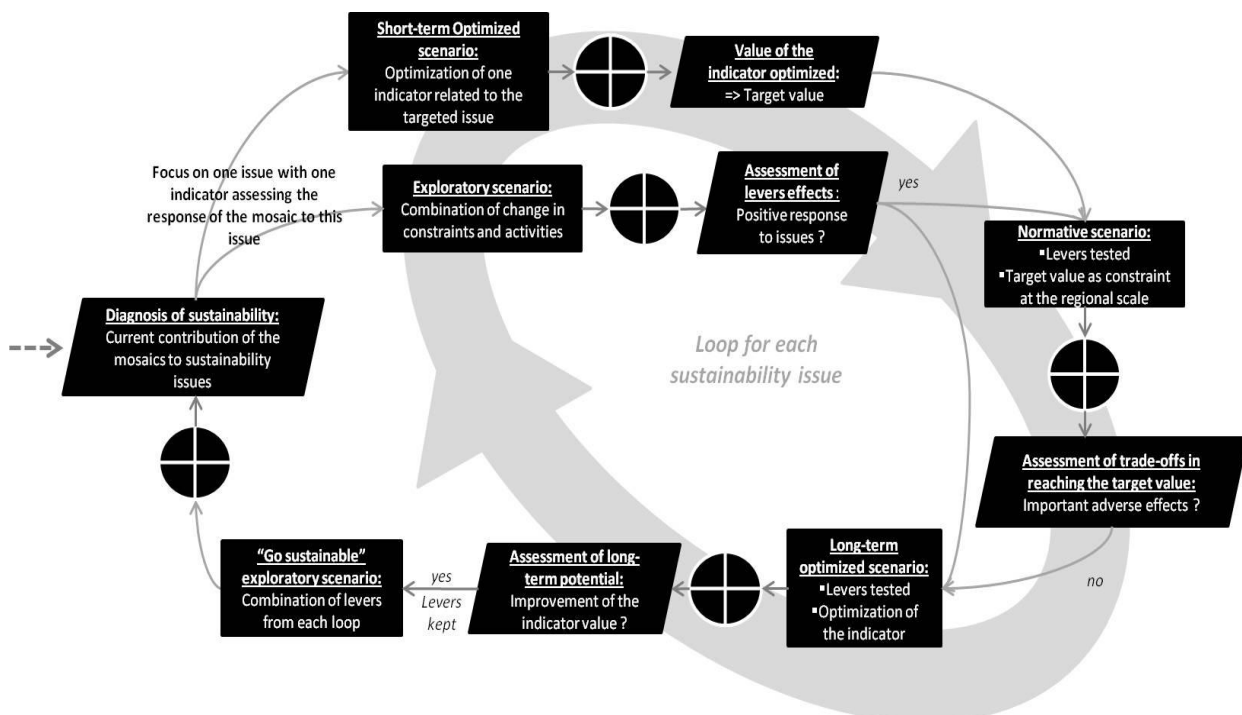 Short-term Optimized
scenario:
Optimization of one
indicator related to the
targeted issue
Value of the
indicator optimized:
=> Target value
Focus on one issue with one
indicator assessing the
response of the mosaic to this
issue
Exploratory scenario:
Combination of change in
constraints and activities
Assessment of
levers effects :
Positive response
to issues ?
yes
Normative scenario:
▪Levers tested
▪Target value as constraint
at the regional scale
Diagnosis of sustainability:
Current contribution of the
mosaics to sustainability
issues
Loop for each
sustainability issue
Assessment of trade-offs in
reaching the target value:
Important adverse effects ?
no
Long-term
optimized scenario:
▪Levers tested
▪Optimization of
the indicator
Assessment of long-
term potential:
Improvement of the
indicator value ?
yes
Levers
kept
“Go sustainable”
exploratory scenario:
Combination of levers
from each loop